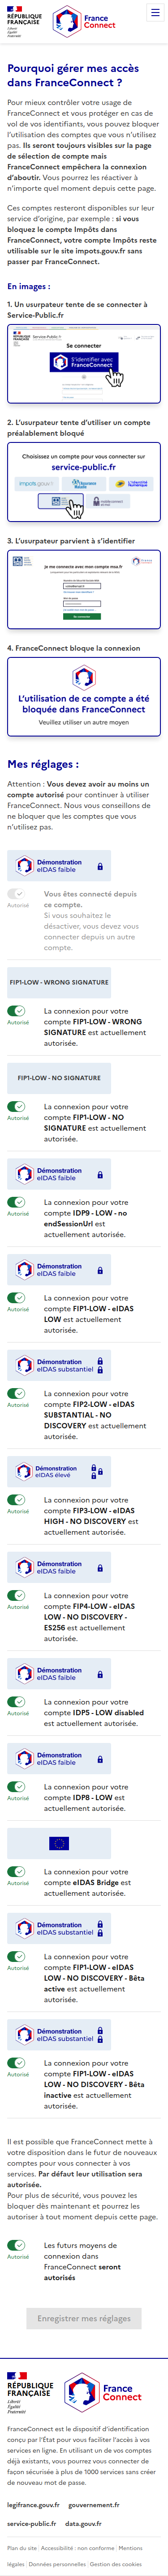 RÉPUBLIQUE
FRANÇAISE
Liberté
Égalité
Fraternité
France
Connect
Pourquoi gérer mes accès
dans FranceConnect ?
Pour mieux contrôler votre usage de
FranceConnect et vous protéger en cas de
vol de vos identifiants, vous pouvez bloquer
l’utilisation des comptes dont vous ne vous n’utilisez
pas. Ils seront toujours visibles sur la page
de sélection de compte mais
FranceConnect empêchera la connexion
d’aboutir. Vous pourrez les réactiver à
n’importe quel moment depuis cette page.
Ces comptes resteront disponibles sur leur
service d’origine, par exemple : si vous
bloquez le compte Impôts dans
FranceConnect, votre compte Impôts reste
utilisable sur le site impots.gouv.fr sans
passer par FranceConnect.
En images :
1. Un usurpateur tente de se connecter à
Service-Public.fr
Service-Public.fr
Se connecter
S’identifier avec
FranceConnect
2. L’usurpateur tente d’utiliser un compte
préalablement bloqué
Choisissez un compte pour vous connecter sur
service-public.fr
impots.gouv.fr
L’Identité
Numérique
3. L’usurpateur parvient à s’identifier
Je me connecte avec mon compte msa.fr
4. FranceConnect bloque la connexion
L’utilisation de ce compte a été
bloquée dans FranceConnect
Veuillez utiliser un autre moyen
Mes réglages :
Attention : Vous devez avoir au moins un
compte autorisé pour continuer à utiliser
FranceConnect. Nous vous conseillons de
ne bloquer que les comptes que vous
n’utilisez pas.
Démonstration
eIDAS faible
Autorisé
Vous êtes connecté depuis
ce compte.
Si vous souhaitez le
désactiver, vous devez vous
connecter depuis un autre
compte.
FIP1-LOW - WRONG SIGNATURE
Autorisé
La connexion pour votre
compte FIP1-LOW - WRONG
SIGNATURE est actuellement
autorisée.
FIP1-LOW - NO SIGNATURE
Autorisé
La connexion pour votre
compte FIP1-LOW - NO
SIGNATURE est actuellement
autorisée.
Démonstration
eIDAS faible
Autorisé
La connexion pour votre
compte IDP9 - LOW - no
endSessionUrl est
actuellement autorisée.
Démonstration
eIDAS faible
Autorisé
La connexion pour votre
compte FIP1-LOW - eIDAS
LOW est actuellement
autorisée.
Démonstration
eIDAS substantiel
Autorisé
La connexion pour votre
compte FIP2-LOW - eIDAS
SUBSTANTIAL - NO
DISCOVERY est actuellement
autorisée.
Démonstration
eIDAS élevé
Autorisé
La connexion pour votre
compte FIP3-LOW - eIDAS
HIGH - NO DISCOVERY est
actuellement autorisée.
Démonstration
eIDAS faible
Autorisé
La connexion pour votre
compte FIP4-LOW - eIDAS
LOW - NO DISCOVERY -
ES256 est actuellement
autorisée.
Démonstration
eIDAS faible
Autorisé
La connexion pour votre
compte IDP5 - LOW disabled
est actuellement autorisée.
Démonstration
eIDAS faible
Autorisé
La connexion pour votre
compte IDP8 - LOW est
actuellement autorisée.
Autorisé
La connexion pour votre
compte eIDAS Bridge est
actuellement autorisée.
Démonstration
eIDAS substantiel
Autorisé
La connexion pour votre
compte FIP1-LOW - eIDAS
LOW - NO DISCOVERY - Bêta
active est actuellement
autorisée.
Démonstration
eIDAS substantiel
Autorisé
La connexion pour votre
compte FIP1-LOW - eIDAS
LOW - NO DISCOVERY - Bêta
inactive est actuellement
autorisée.
Il est possible que FranceConnect mette à
votre disposition dans le futur de nouveaux
comptes pour vous connecter à vos
services. Par défaut leur utilisation sera
autorisée.
Pour plus de sécurité, vous pouvez les
bloquer dès maintenant et pourrez les
autoriser à tout moment depuis cette page.
Autorisé
Les futurs moyens de
connexion dans
FranceConnect seront
autorisés
Enregistrer mes réglages
RÉPUBLIQUE
FRANÇAISE
Liberté
Égalité
Fraternité
France
Connect
FranceConnect est le dispositif d’identification
conçu par l’État pour vous faciliter l’accès à vos
services en ligne. En utilisant un de vos comptes
déjà existants, vous pourrez vous connecter de
façon sécurisée à plus de 1000 services sans créer
de nouveau mot de passe.
legifrance.gouv.fr gouvernement.fr
service-public.fr data.gouv.fr
Plan du site Accessibilité : non conforme Mentions
légales Données personnelles Gestion des cookies